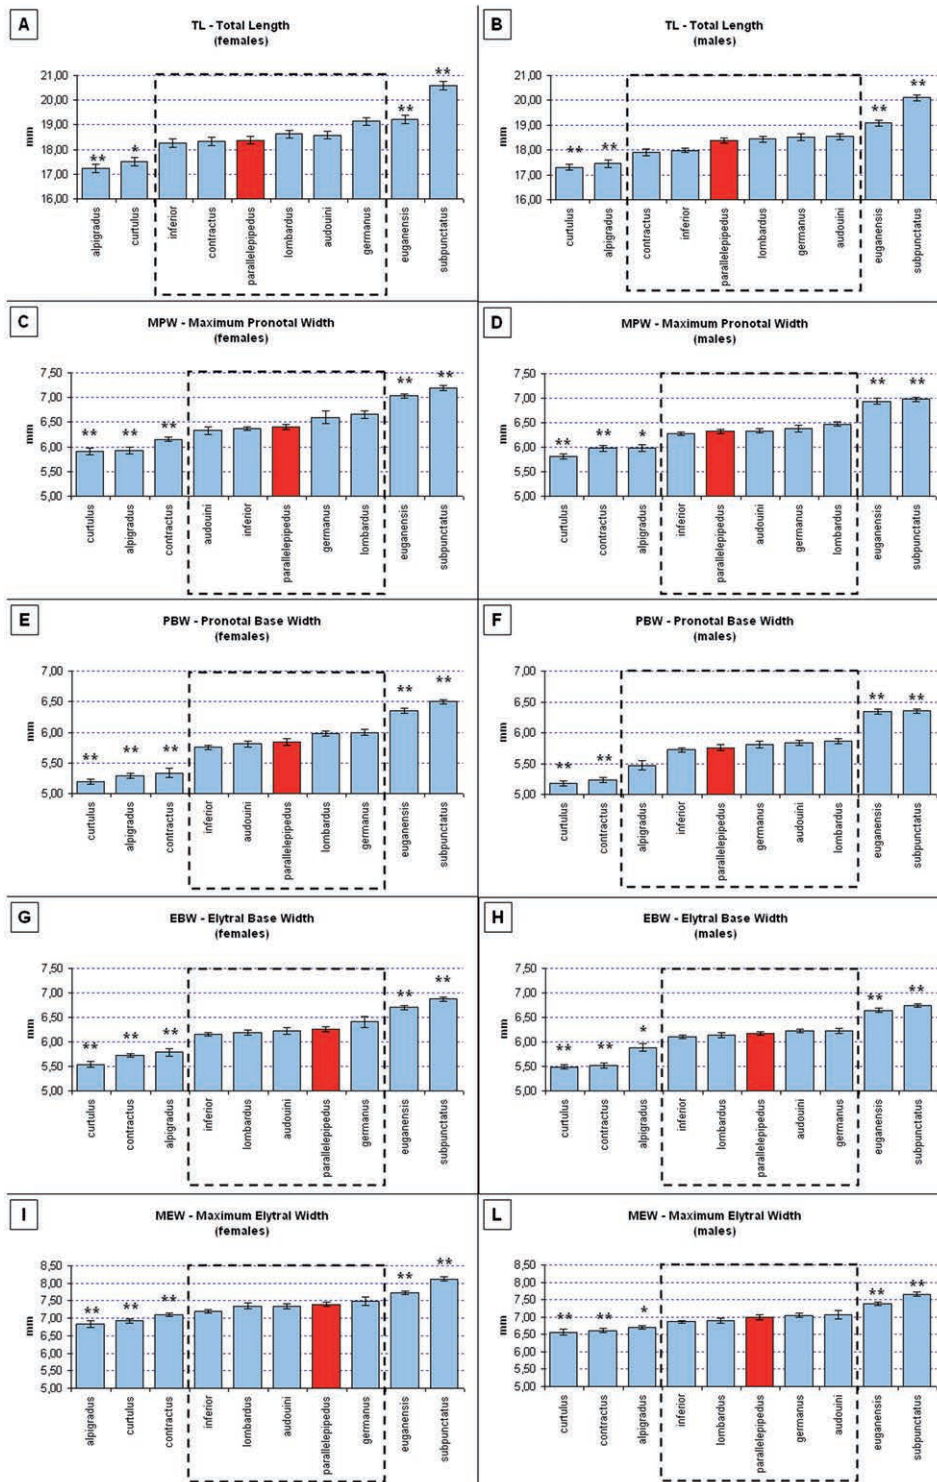 A
TL - Total Length
(females)
21,00
20,00
19,00
18,00
17,00
16,00
mm
** * ** **
alpigradus
curtulus
inferior
contractus
parallelepipedus
lombardus
audouini
germanus
euganensis
subpunctatus
B
TL - Total Length
(males)
21,00
20,00
19,00
18,00
17,00
16,00
mm
** ** ** **
curtulus
alpigradus
contractus
inferior
parallelepipedus
lombardus
germanus
audouini
euganensis
subpunctatus
C
MPW - Maximum Pronotal Width
(females)
7,50
7,00
6,50
6,00
5,50
5,00
mm
** ** ** ** **
curtulus
alpigradus
contractus
audouini
inferior
parallelepipedus
germanus
lombardus
euganensis
subpunctatus
D
MPW - Maximum Pronotal Width
(males)
7,50
7,00
6,50
6,00
5,50
5,00
mm
** ** * ** **
curtulus
contractus
alpigradus
inferior
parallelepipedus
audouini
germanus
lombardus
euganensis
subpunctatus
E
PBW - Pronotal Base Width
(females)
7,00
6,50
6,00
5,50
5,00
mm
** ** ** ** **
curtulus
alpigradus
contractus
inferior
audouini
parallelepipedus
lombardus
germanus
euganensis
subpunctatus
F
PBW - Pronotal Base Width
(males)
7,00
6,50
6,00
5,50
5,00
mm
** ** ** **
curtulus
contractus
alpigradus
inferior
parallelepipedus
germanus
audouini
lombardus
euganensis
subpunctatus
G
EBW - Elytral Base Width
(females)
7,50
7,00
6,50
6,00
5,50
5,00
mm
** ** ** ** **
curtulus
contractus
alpigradus
inferior
lombardus
audouini
parallelepipedus
germanus
euganensis
subpunctatus
H
EBW - Elytral Base Width
(males)
7,50
7,00
6,50
6,00
5,50
5,00
mm
** ** * ** **
curtulus
contractus
alpigradus
inferior
lombardus
parallelepipedus
audouini
germanus
euganensis
subpunctatus
I
MEW - Maximum Elytral Width
(females)
8,50
8,00
7,50
7,00
6,50
6,00
5,50
5,00
mm
** ** ** ** **
alpigradus
curtulus
contractus
inferior
lombardus
audouini
parallelepipedus
germanus
euganensis
subpunctatus
L
MEW - Maximum Elytral Width
(males)
8,50
8,00
7,50
7,00
6,50
6,00
5,50
5,00
mm
** ** * ** **
curtulus
contractus
alpigradus
inferior
lombardus
parallelepipedus
germanus
audouini
euganensis
subpunctatus